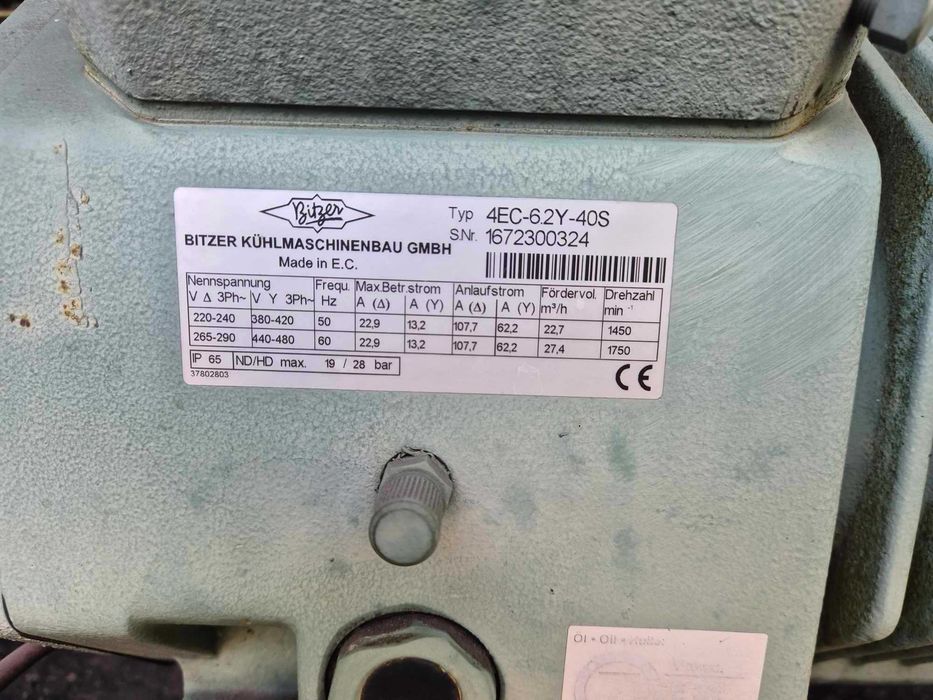 Bitzer
BITZER KÜHLMASCHINENBAU GMBH
Made in E.C.
Typ 4EC-6.2Y-40S
S.Nr. 1672300324
Nennspannung Frequ. Max.Betr.strom Anlaufstrom Fördervol. Drehzahl
V Δ 3Ph~ V Y 3Ph~ Hz A (Δ) A (Y) A (Δ) A (Y) m³/h min⁻¹
220-240 380-420 50 22,9 13,2 107,7 62,2 22,7 1450
265-290 440-480 60 22,9 13,2 107,7 62,2 27,4 1750
IP 65 ND/HD max. 19 / 28 bar
37802803
CE
Öl • Oil • Huile: